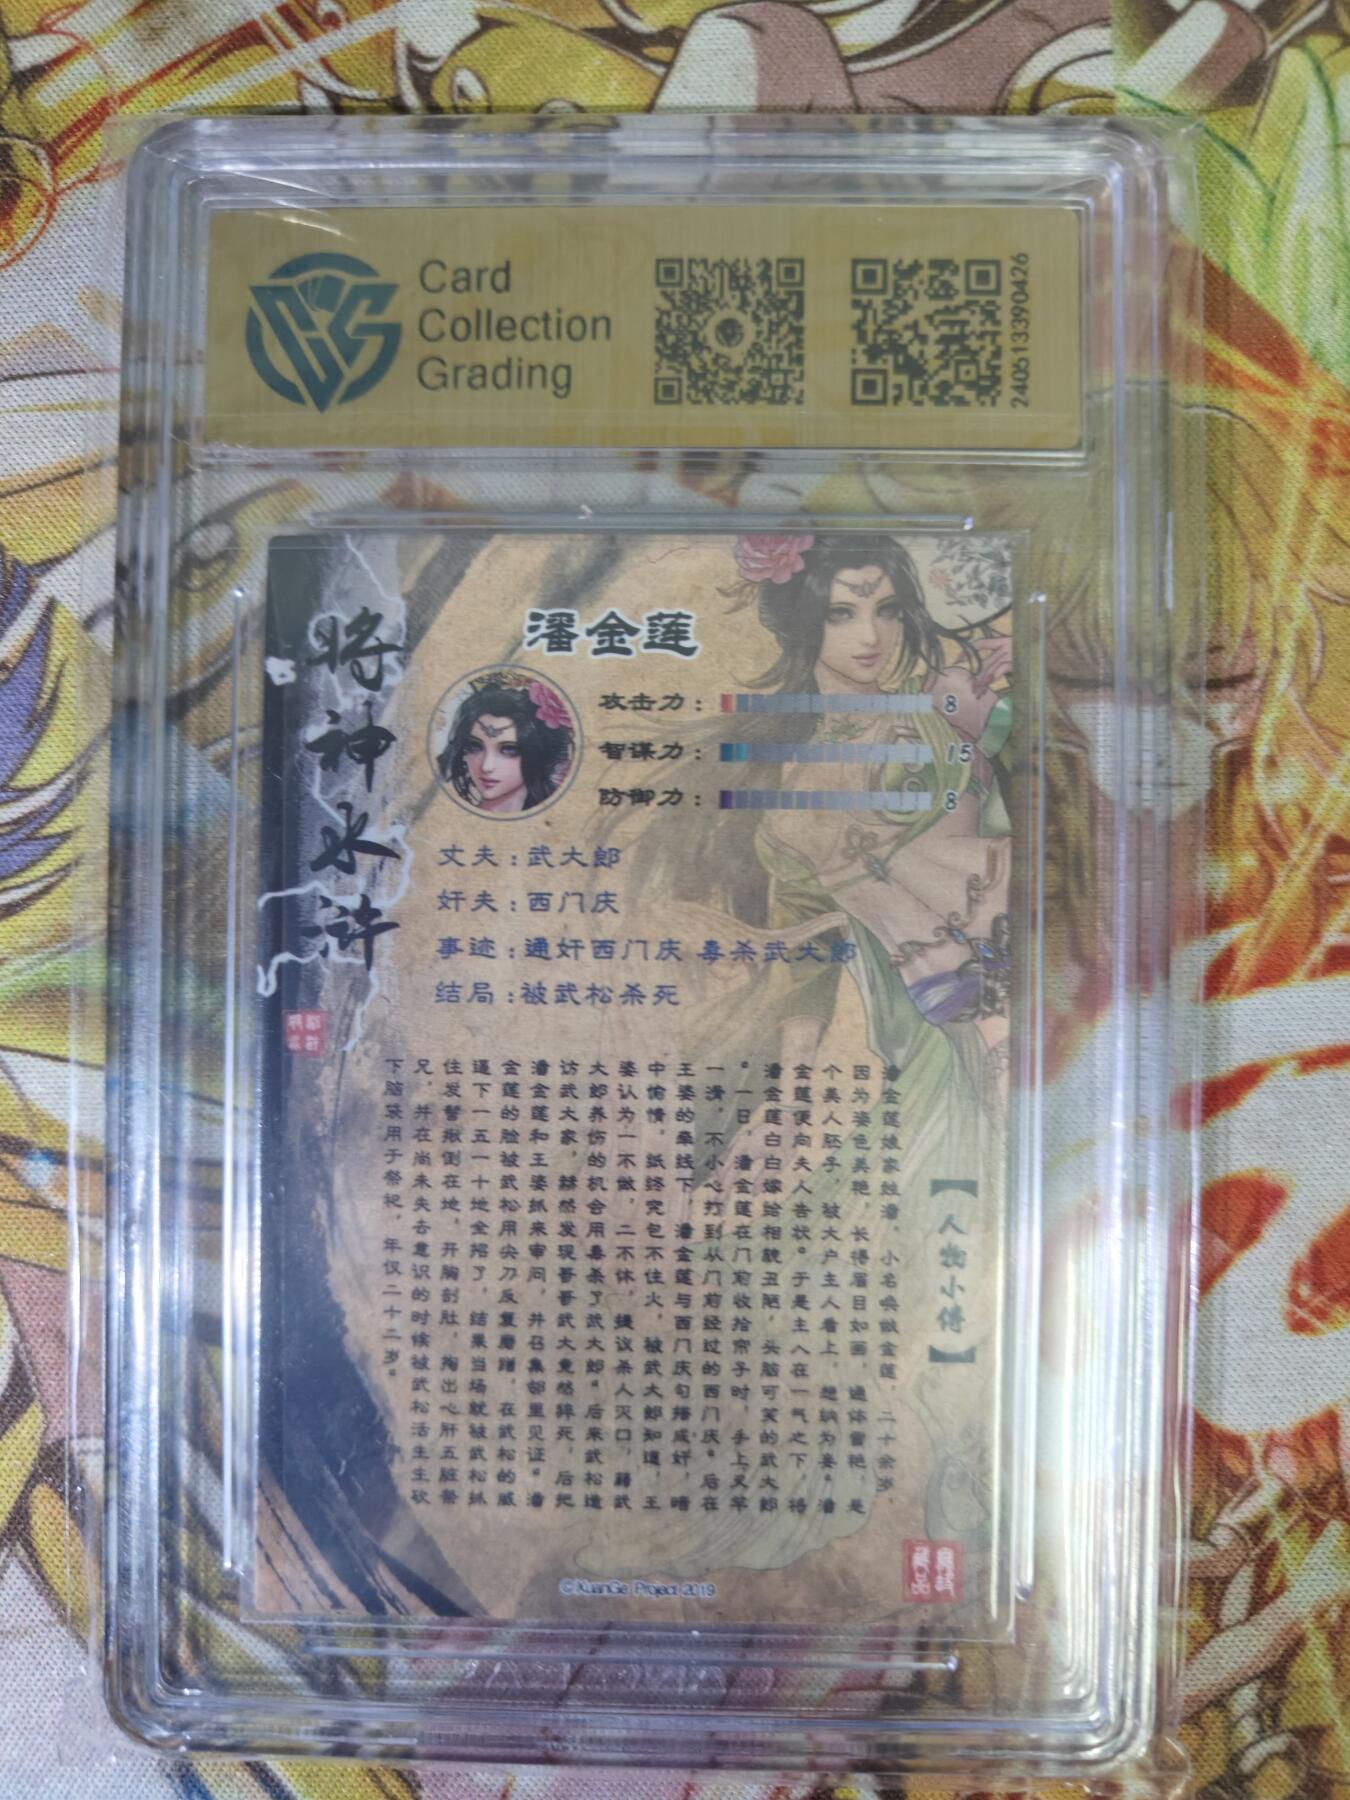 Card
Collection
Grading
2406133390426
将神水浒
潘金莲
攻击力：8
智谋力：15
防御力：8
丈夫：武大郎
奸夫：西门庆
事迹：通奸西门庆 毒杀武大郎
结局：被武松杀死
【人物小传】
潘金莲娘家姓潘，小名唤做金莲，二十余岁，
因为姿色美艳，长得眉目如画，通体雪艳，是
个美人胚子，被大户主人看上，想纳为妾。潘
金莲便向夫人告状。于是主人在一气之下，将
潘金莲白白嫁给相貌丑陋，头脑可笑的武大郎
。一日，潘金莲在门前收拾帘子时，手上叉竿
一滑，不小心打到从门前经过的西门庆。后在
王婆的牵线下，潘金莲与西门庆勾搭成奸，暗
中偷情，纸终究包不住火，被武大郎知道，王
婆认为一不做，二不休，提议杀人灭口，藉武
大郎养伤的机会用毒杀了武大郎。后来武松造
访武大家，赫然发现哥哥武大竟然猝死，后把
潘金莲和王婆抓来审问，并召集邻里见证。潘
金莲的脸被武松用尖刀反复磨蹭，在武松的威
逼下一五一十地全招了，结果当场就被武松抓
住发髻揪倒在地，开胸剖肚，掏出心肝五脏祭
兄，并在尚未失去意识的时候被武松活生生砍
下脑袋用于祭祀，年仅二十二岁。
©XuanGe Project 2019